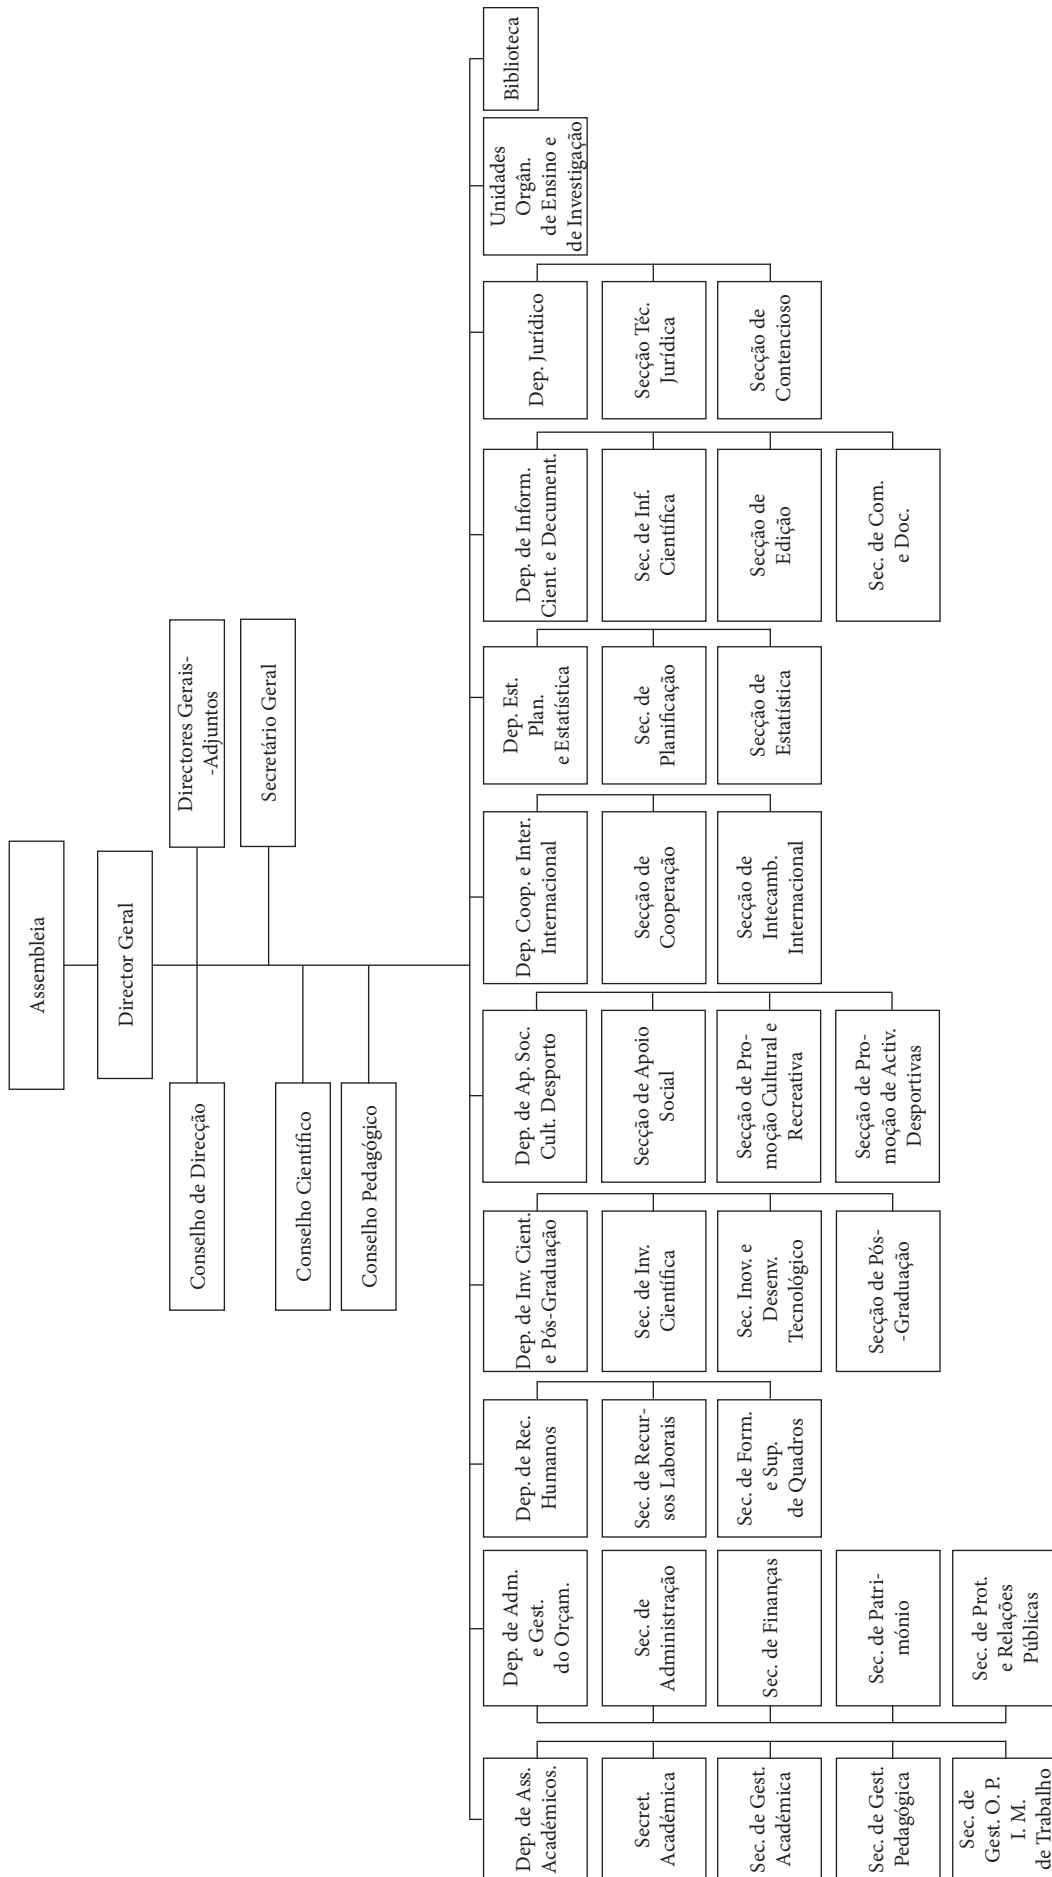 Assembleia
Director Geral
Conselho de Direcção
Directores Gerais-
-Adjuntos
Secretário Geral
Conselho Científico
Conselho Pedagógico
Dep. de Ass.
Académicos.
Secret.
Académica
Sec. de Gest.
Académica
Sec. de Gest.
Pedagógica
Sec. de
Gest. O. P.
I. M.
de Trabalho
Dep. de Adm.
e Gest.
do Orçam.
Sec. de
Administração
Sec. de Finanças
Sec. de Patri-
mónio
Sec. de Prot.
e Relações
Públicas
Dep. de Rec.
Humanos
Sec. de Recur-
sos Laborais
Sec. de Form.
e Sup.
de Quadros
Dep. de Inv. Cient.
e Pós-Graduação
Sec. de Inv.
Científica
Sec. Inov. e
Desenv.
Tecnológico
Secção de Pós-
-Graduação
Dep. de Ap. Soc.
Cult. Desporto
Secção de Apoio
Social
Secção de Pro-
moção Cultural e
Recreativa
Secção de Pro-
moção de Activ.
Desportivas
Dep. Coop. e Inter.
Internacional
Secção de
Cooperação
Secção de
Intecamb.
Internacional
Dep. Est.
Plan.
e Estatística
Sec. de
Planificação
Secção de
Estatística
Dep. de Inform.
Cient. e Decument.
Sec. de Inf.
Científica
Secção de
Edição
Sec. de Com.
e Doc.
Dep. Jurídico
Secção Téc.
Jurídica
Secção de
Contencioso
Unidades
Orgân.
de Ensino e
de Investigação
Biblioteca